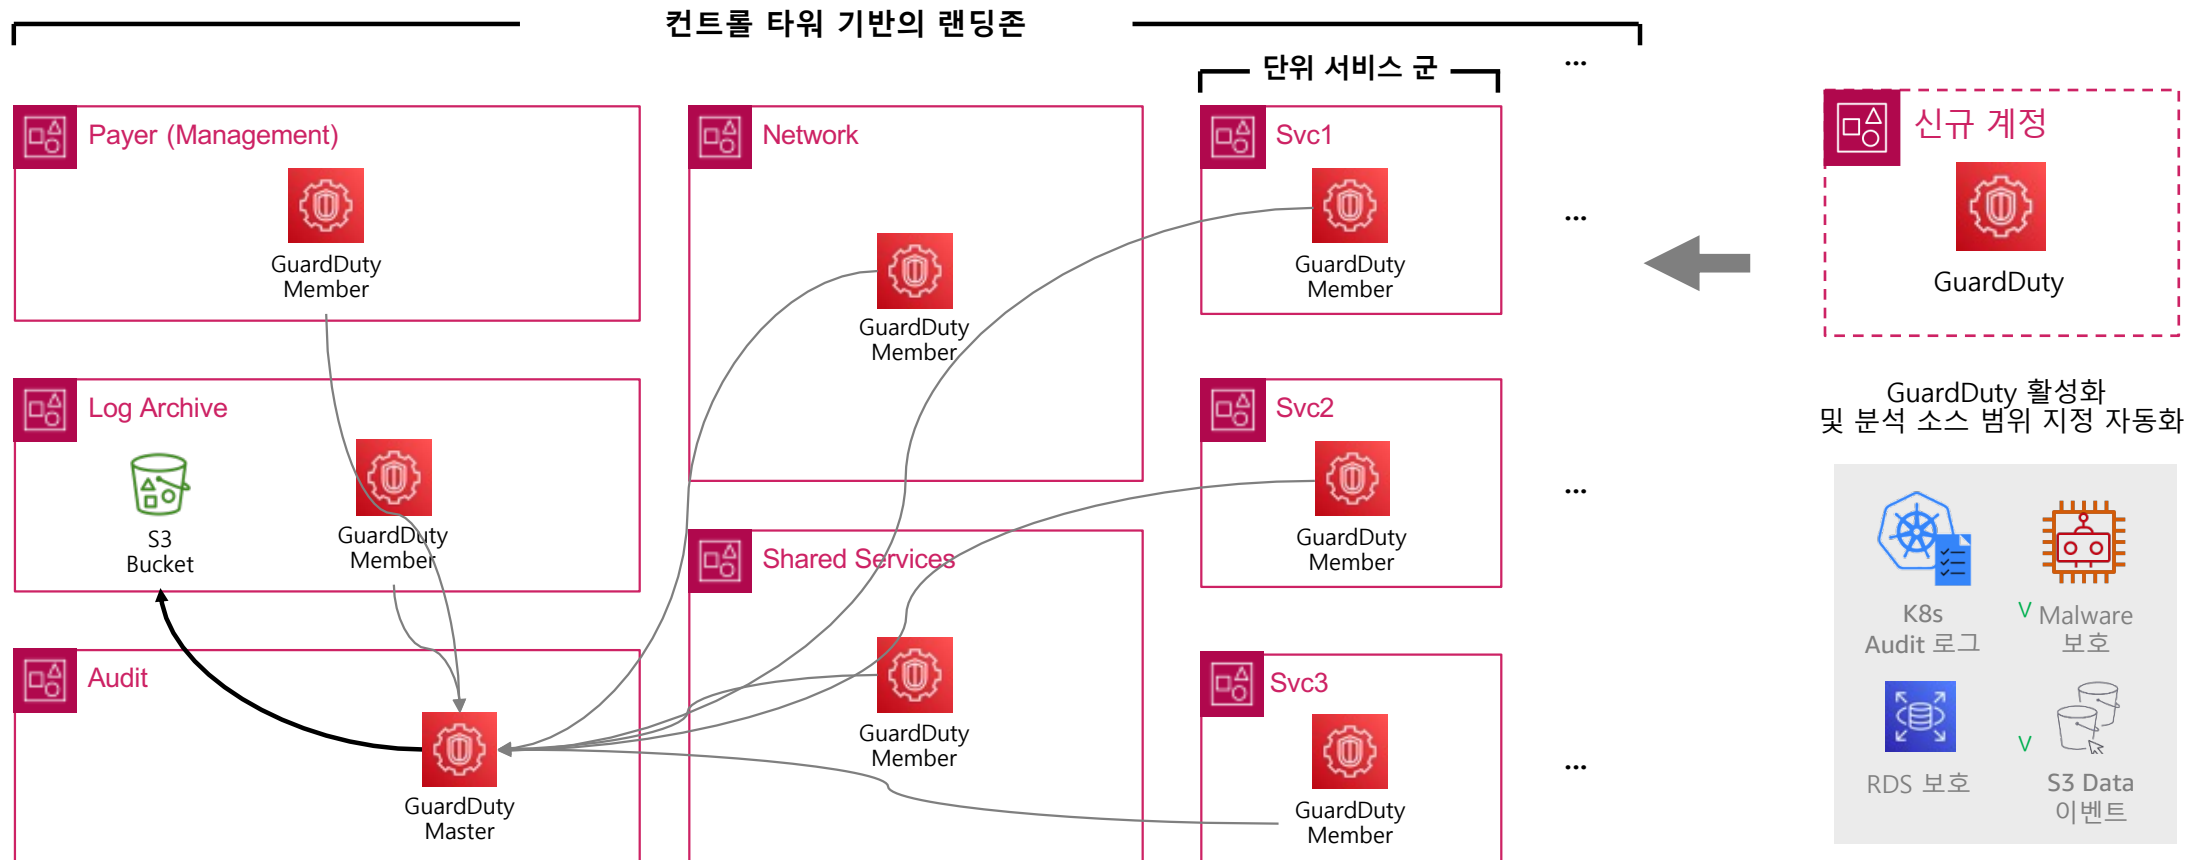 컨트롤 타워 기반의 랜딩존
단위 서비스 군
...
Payer (Management)
GuardDuty
Member
Network
GuardDuty
Member
Svc1
GuardDuty
Member
...
신규 계정
GuardDuty
Log Archive
S3
Bucket
GuardDuty
Member
Svc2
GuardDuty
Member
...
GuardDuty 활성화
및 분석 소스 범위 지정 자동화
Shared Services
GuardDuty
Member
Audit
GuardDuty
Master
Svc3
GuardDuty
Member
...
K8s
Audit 로그
V Malware
보호
RDS 보호
V
S3 Data
이벤트